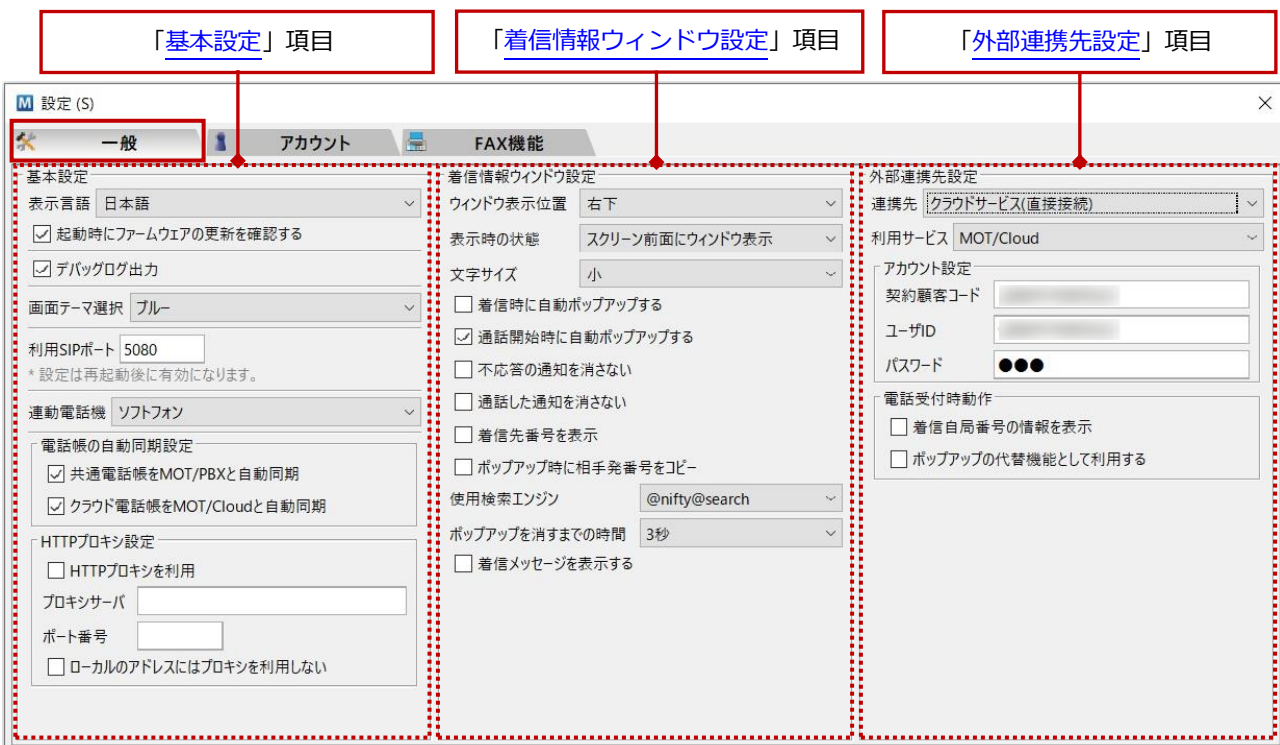 「基本設定」項目
「着信情報ウィンドウ設定」項目
「外部連携先設定」項目
M 設定 (S)
一般
アカウント
FAX機能
基本設定
表示言語 日本語
起動時にファームウェアの更新を確認する
デバッグログ出力
画面テーマ選択 ブルー
利用SIPポート 5080
* 設定は再起動後に有効になります。
連動電話機 ソフトフォン
電話帳の自動同期設定
共通電話帳をMOT/PBXと自動同期
クラウド電話帳をMOT/Cloudと自動同期
HTTPプロキシ設定
HTTPプロキシを利用
プロキシサーバ
ポート番号
ローカルのアドレスにはプロキシを利用しない
着信情報ウィンドウ設定
ウィンドウ表示位置 右下
表示時の状態 スクリーン前面にウィンドウ表示
文字サイズ 小
着信時に自動ポップアップする
通話開始時に自動ポップアップする
不応答の通知を消さない
通話した通知を消さない
着信先番号を表示
ポップアップ時に相手発番号をコピー
使用検索エンジン @nifty@search
ポップアップを消すまでの時間 3秒
着信メッセージを表示する
外部連携先設定
連携先 クラウドサービス(直接接続)
利用サービス MOT/Cloud
アカウント設定
契約顧客コード
ユーザID
パスワード ●●●
電話受付時動作
着信自局番号の情報を表示
ポップアップの代替機能として利用する